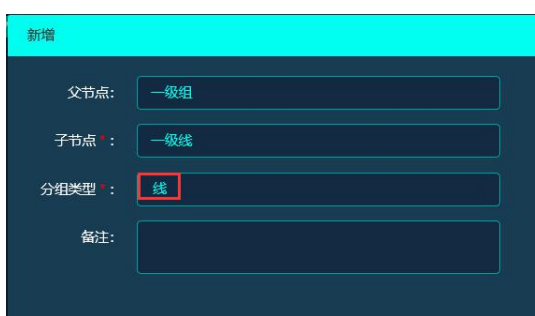 新增
父节点: 一级组
子节点*: 一级线
分组类型*: 线
备注: